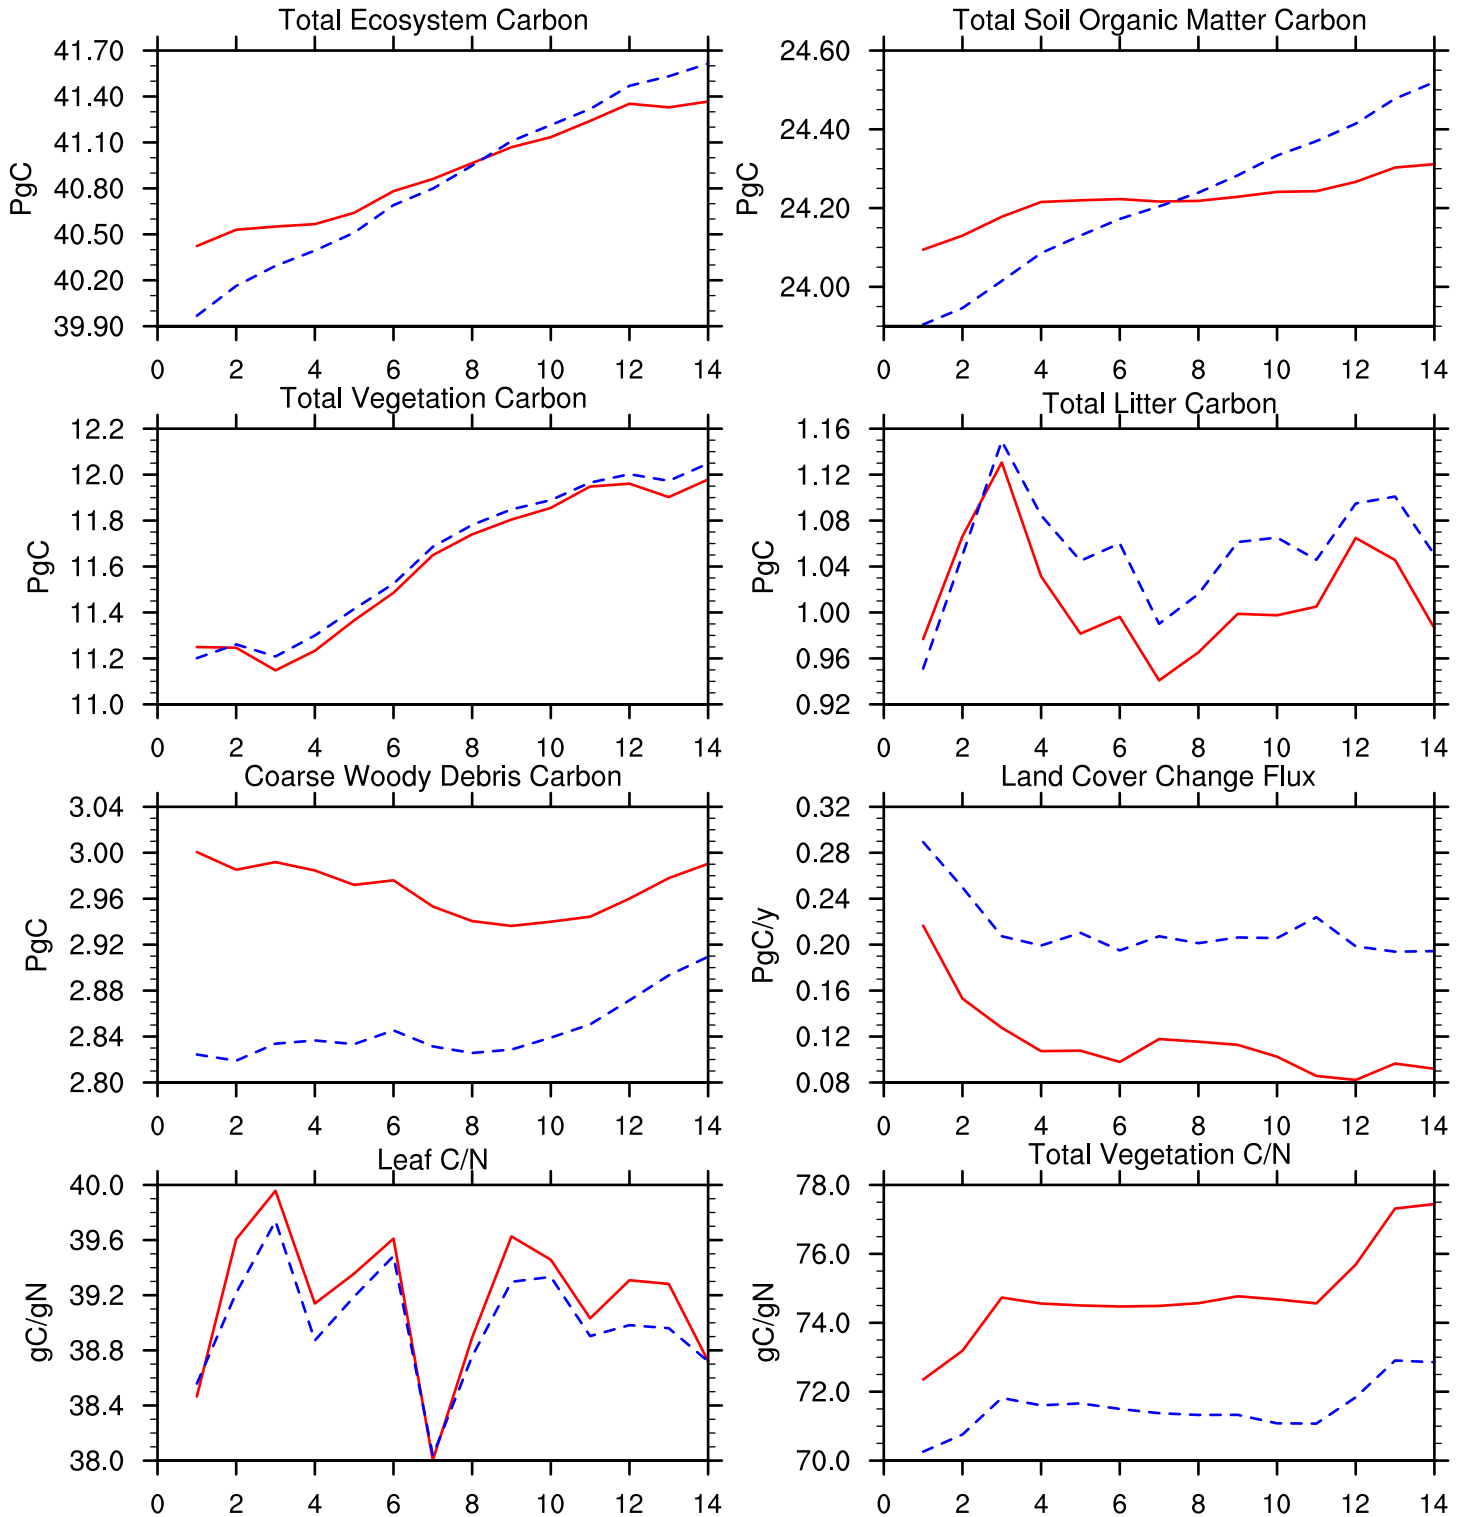 Total Ecosystem Carbon
41.70
41.40
41.10
40.80
40.50
40.20
39.90
PgC
0 2 4 6 8 10 12 14
Total Soil Organic Matter Carbon
24.60
24.40
24.20
24.00
PgC
0 2 4 6 8 10 12 14
Total Vegetation Carbon
12.2
12.0
11.8
11.6
11.4
11.2
11.0
PgC
0 2 4 6 8 10 12 14
Total Litter Carbon
1.16
1.12
1.08
1.04
1.00
0.96
0.92
PgC
0 2 4 6 8 10 12 14
Coarse Woody Debris Carbon
3.04
3.00
2.96
2.92
2.88
2.84
2.80
PgC
0 2 4 6 8 10 12 14
Land Cover Change Flux
0.32
0.28
0.24
0.20
0.16
0.12
0.08
PgC/y
0 2 4 6 8 10 12 14
Leaf C/N
40.0
39.6
39.2
38.8
38.4
38.0
gC/gN
0 2 4 6 8 10 12 14
Total Vegetation C/N
78.0
76.0
74.0
72.0
70.0
gC/gN
0 2 4 6 8 10 12 14